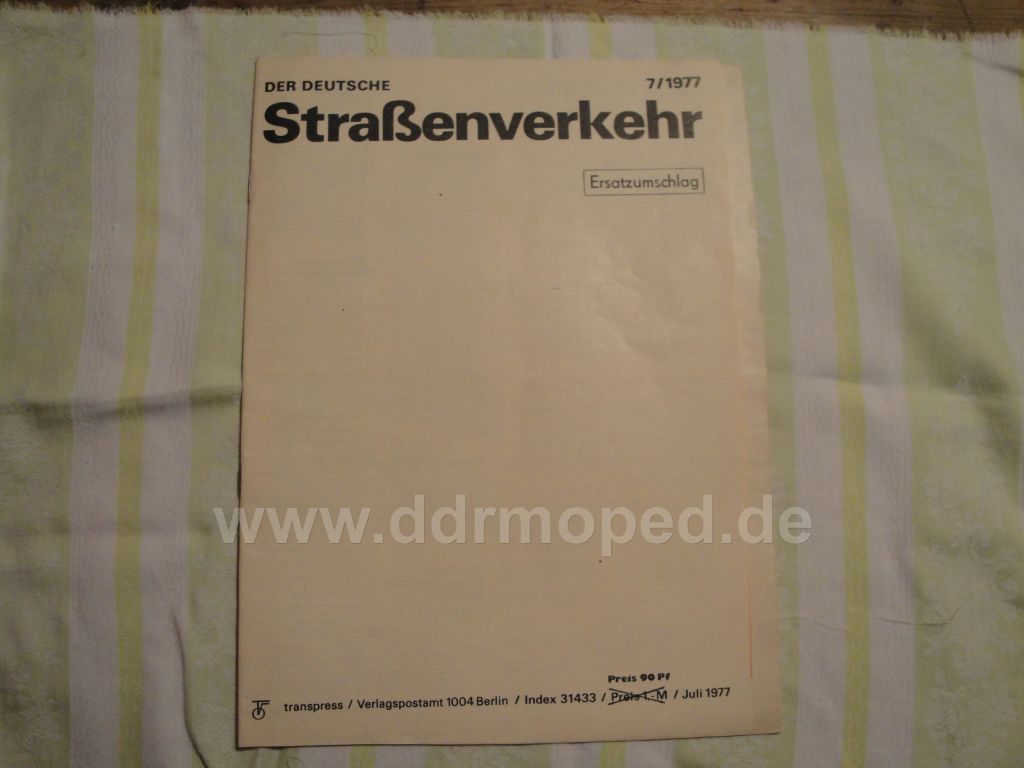 DER DEUTSCHE 7/1977
Straßenverkehr
Ersatzumschlag
www.ddrmoped.de
Preis 90 Pf
transpress / Verlagspostamt 1004 Berlin / Index 31433 / Preis 1,- M / Juli 1977